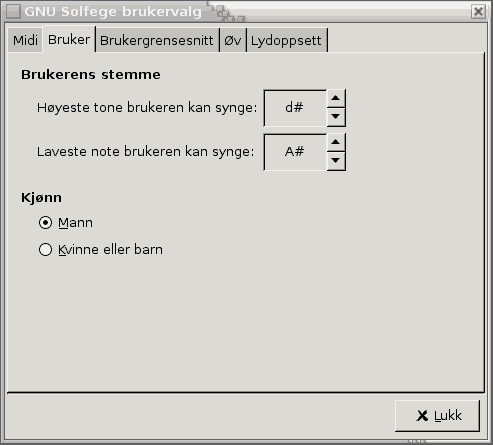 GNU Solfege brukervalg
Midi Bruker Brukergrensesnitt Øv Lydoppsett
Brukerens stemme
Høyeste tone brukeren kan synge: d#
Laveste note brukeren kan synge: A#
Kjønn
Mann
Kvinne eller barn
Lukk